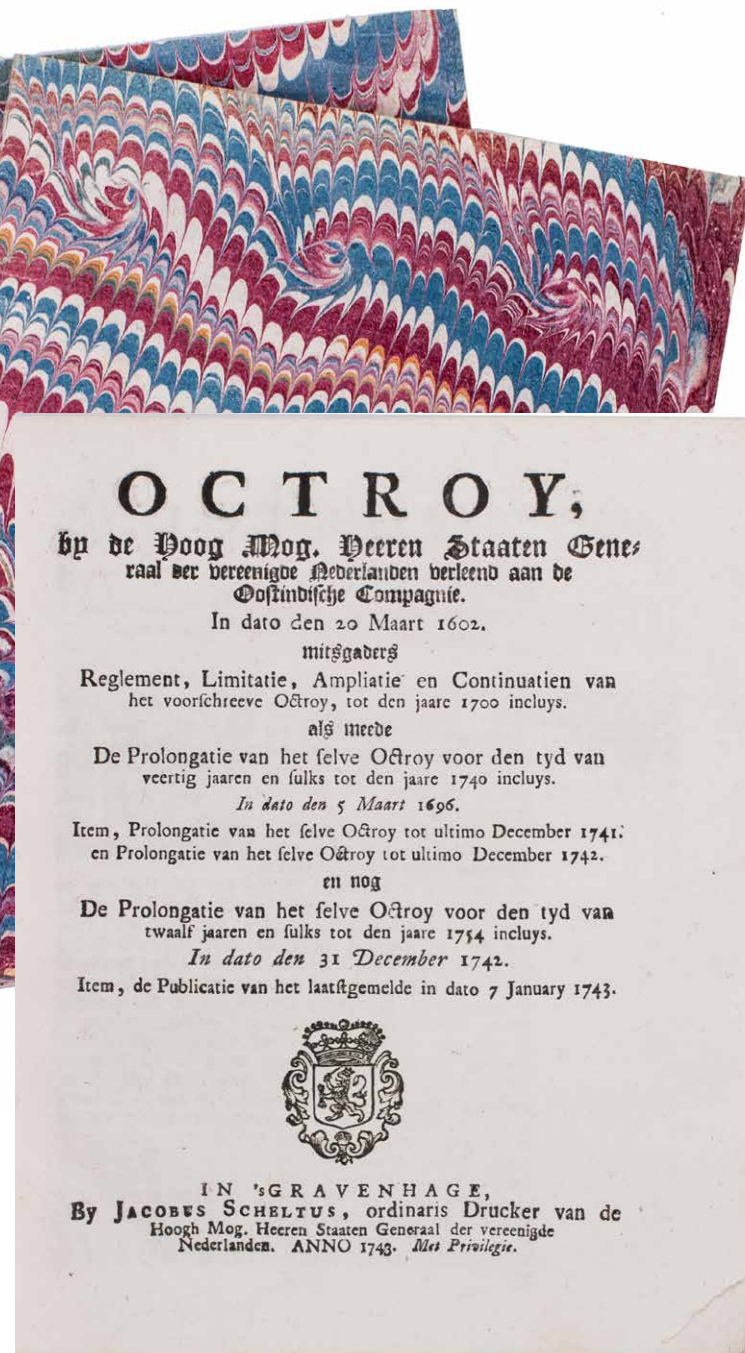 OCTROY,
by de Hoog Mog. Heeren Staaten Gene-
raal der vereenigde Nederlanden verleend aan de
Oostindiſche Compagnie.
In dato den 20 Maart 1602.
mitsgaders
Reglement, Limitatie, Ampliatie en Continuatien van
het voorſchreeve Octroy, tot den jaare 1700 incluys.
als meede
De Prolongatie van het ſelve Octroy voor den tyd van
veertig jaaren en ſulks tot den jaare 1740 incluys.
In dato den 5 Maart 1696.
Item, Prolongatie van het ſelve Octroy tot ultimo December 1741.
en Prolongatie van het ſelve Octroy tot ultimo December 1742.
en nog
De Prolongatie van het ſelve Octroy voor den tyd van
twaalf jaaren en ſulks tot den jaare 1754 incluys.
In dato den 31 December 1742.
Item, de Publicatie van het laatſtgemelde in dato 7 January 1743.
IN 'sGRAVENHAGE,
By JACOBUS SCHELTUS, ordinaris Drucker van de
Hoogh Mog. Heeren Staaten Generaal der vereenigde
Nederlanden. ANNO 1743. Met Privilegie.